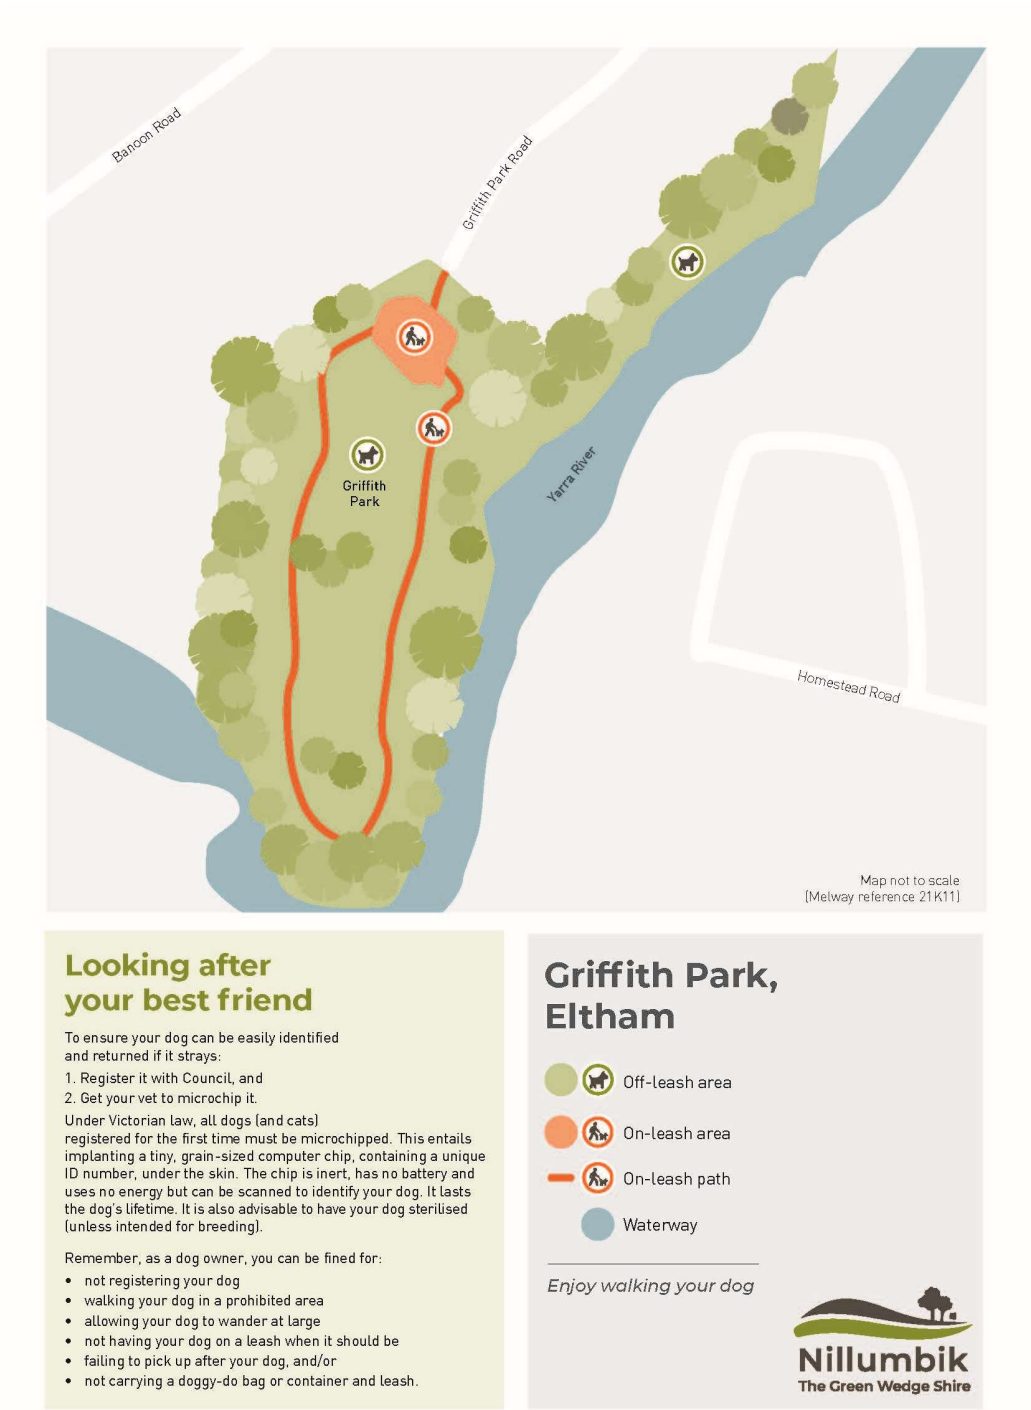 Banoon Road
Griffith Park Road
Griffith
Park
Yarra River
Homestead Road
Map not to scale
(Melway reference 21K11)
Looking after
your best friend
To ensure your dog can be easily identified
and returned if it strays:
1. Register it with Council, and
2. Get your vet to microchip it.
Under Victorian law, all dogs (and cats)
registered for the first time must be microchipped. This entails
implanting a tiny, grain-sized computer chip, containing a unique
ID number, under the skin. The chip is inert, has no battery and
uses no energy but can be scanned to identify your dog. It lasts
the dog's lifetime. It is also advisable to have your dog sterilised
(unless intended for breeding).
Remember, as a dog owner, you can be fined for:
• not registering your dog
• walking your dog in a prohibited area
• allowing your dog to wander at large
• not having your dog on a leash when it should be
• failing to pick up after your dog, and/or
• not carrying a doggy-do bag or container and leash.
Griffith Park,
Eltham
Off-leash area
On-leash area
On-leash path
Waterway
Enjoy walking your dog
Nillumbik
The Green Wedge Shire